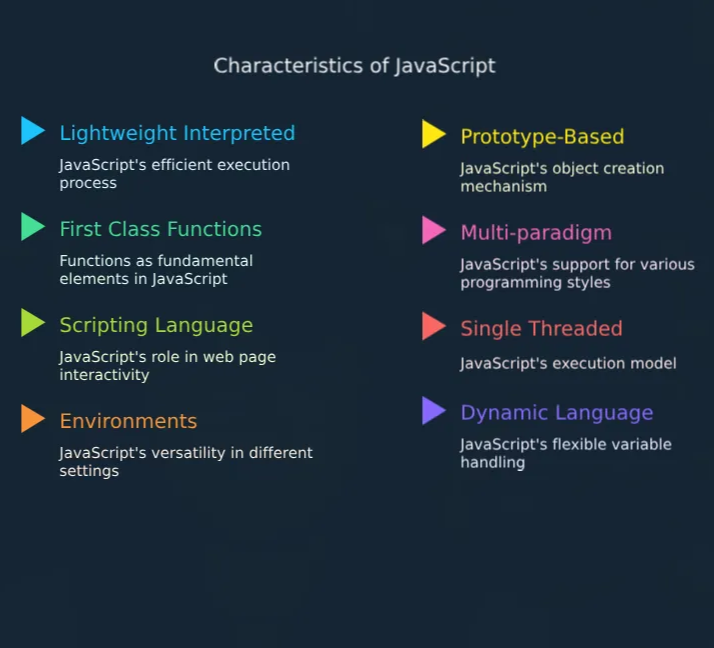 Characteristics of JavaScript
Lightweight Interpreted
JavaScript's efficient execution
process
First Class Functions
Functions as fundamental
elements in JavaScript
Scripting Language
JavaScript's role in web page
interactivity
Environments
JavaScript's versatility in different
settings
Prototype-Based
JavaScript's object creation
mechanism
Multi-paradigm
JavaScript's support for various
programming styles
Single Threaded
JavaScript's execution model
Dynamic Language
JavaScript's flexible variable
handling